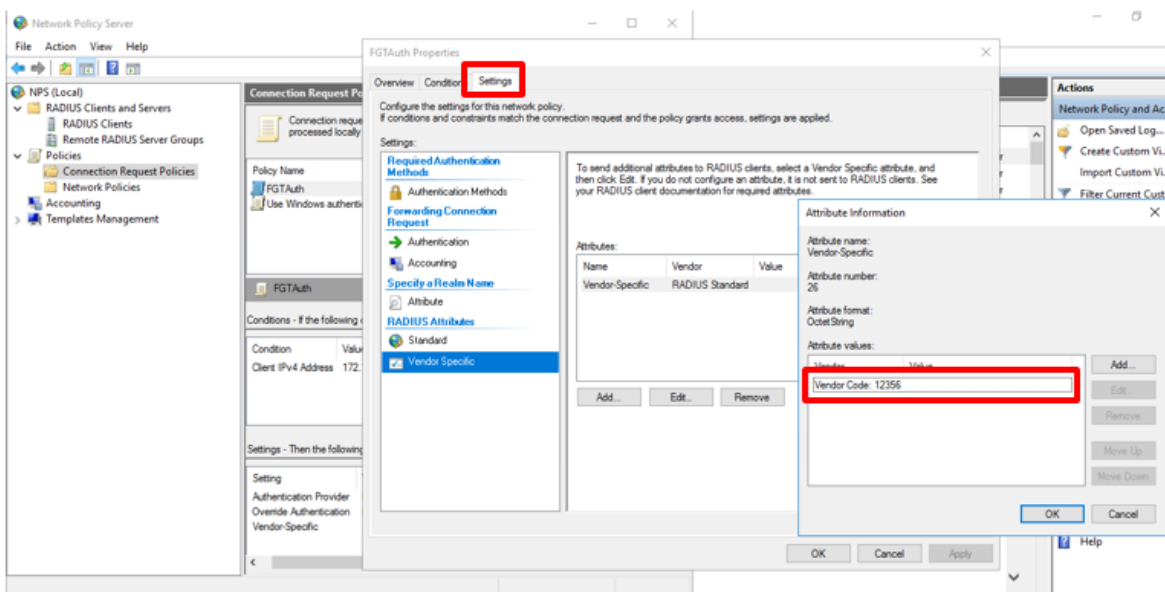 Network Policy Server
File Action View Help
NPS (Local)
RADIUS Clients and Servers
RADIUS Clients
Remote RADIUS Server Groups
Policies
Connection Request Policies
Network Policies
Accounting
Templates Management
Connection Request Po
Connection reque
processed locally
Policy Name
FGTAuth
Use Windows authentic
FGTAuth
Conditions - If the following
Condition Valu
Client IPv4 Address 172.
Settings - Then the following
Setting
Authentication Provider
Override Authentication
Vendor-Specific
FGTAuth Properties
Overview Condition Settings
Configure the settings for this network policy.
If conditions and constraints match the connection request and the policy grants access, settings are applied.
Settings:
Required Authentication
Methods
Authentication Methods
Forwarding Connection
Request
Authentication
Accounting
Specify a Realm Name
Attribute
RADIUS Attributes
Standard
Vendor Specific
To send additional attributes to RADIUS clients, select a Vendor Specific attribute, and
then click Edit. If you do not configure an attribute, it is not sent to RADIUS clients. See
your RADIUS client documentation for required attributes.
Attributes:
Name Vendor Value
Vendor-Specific RADIUS Standard
Add... Edit... Remove
OK Cancel Apply
Attribute Information
Attribute name:
Vendor-Specific
Attribute number:
26
Attribute format:
OctetString
Attribute values:
Vendor Value
Vendor Code: 12356
Add...
Edit...
Remove
Move Up
Move Down
OK Cancel
Actions
Network Policy and Ac
Open Saved Log...
Create Custom Vi..
Import Custom Vi.
Filter Current Cust
Help